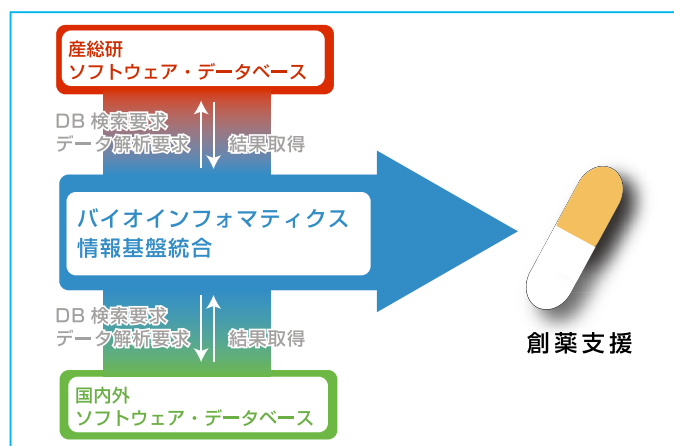 産総研
ソフトウェア・データベース
DB 検索要求
データ解析要求
結果取得
バイオインフォマティクス
情報基盤統合
DB 検索要求
データ解析要求
結果取得
創薬支援
国内外
ソフトウェア・データベース